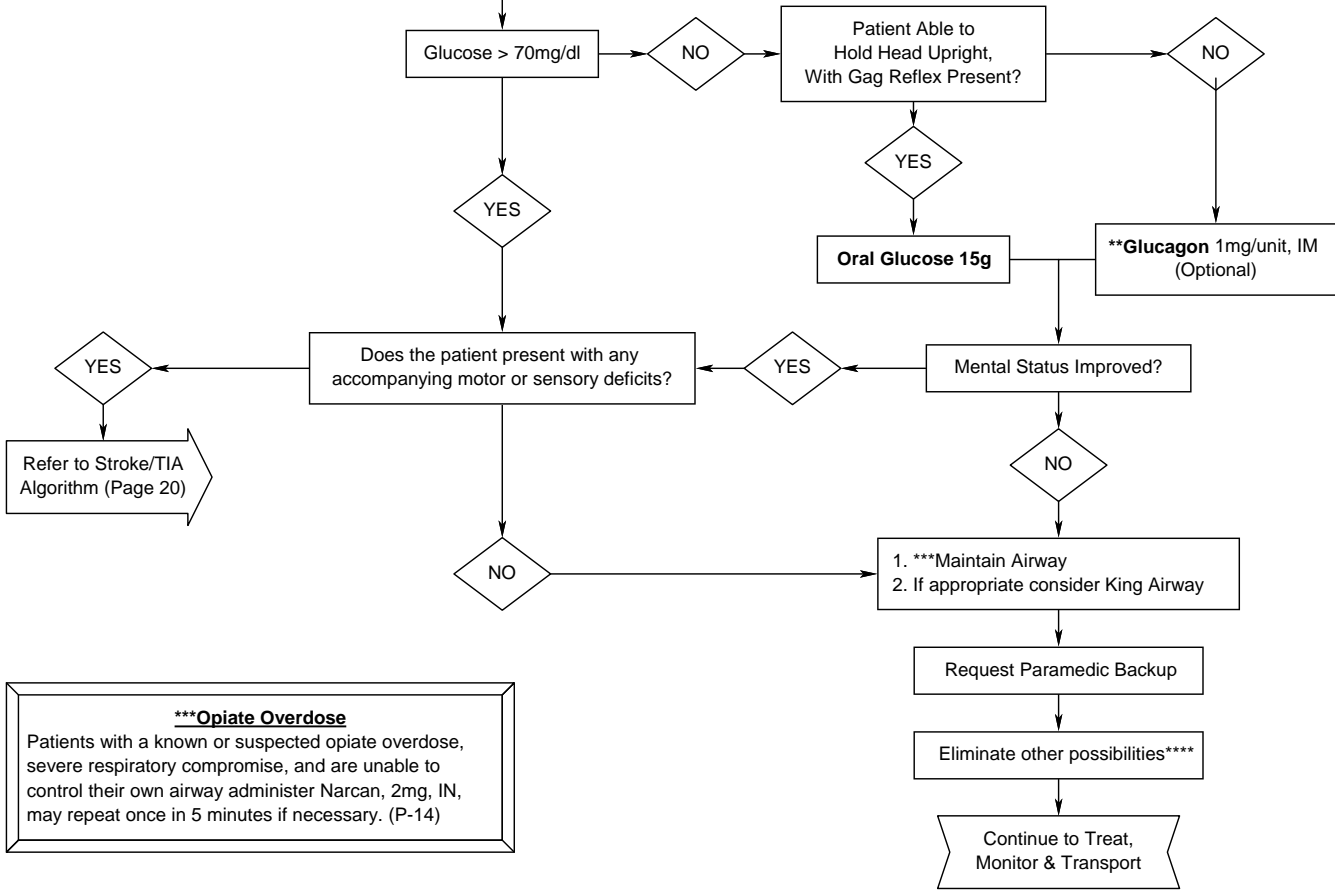 Glucose > 70mg/dl
NO
Patient Able to
Hold Head Upright,
With Gag Reflex Present?
NO
YES
YES
Oral Glucose 15g
**Glucagon 1mg/unit, IM
(Optional)
YES
Does the patient present with any
accompanying motor or sensory deficits?
YES
Mental Status Improved?
Refer to Stroke/TIA
Algorithm (Page 20)
NO
NO
1. ***Maintain Airway
2. If appropriate consider King Airway
Request Paramedic Backup
***Opiate Overdose
Patients with a known or suspected opiate overdose,
severe respiratory compromise, and are unable to
control their own airway administer Narcan, 2mg, IN,
may repeat once in 5 minutes if necessary. (P-14)
Eliminate other possibilities****
Continue to Treat,
Monitor & Transport